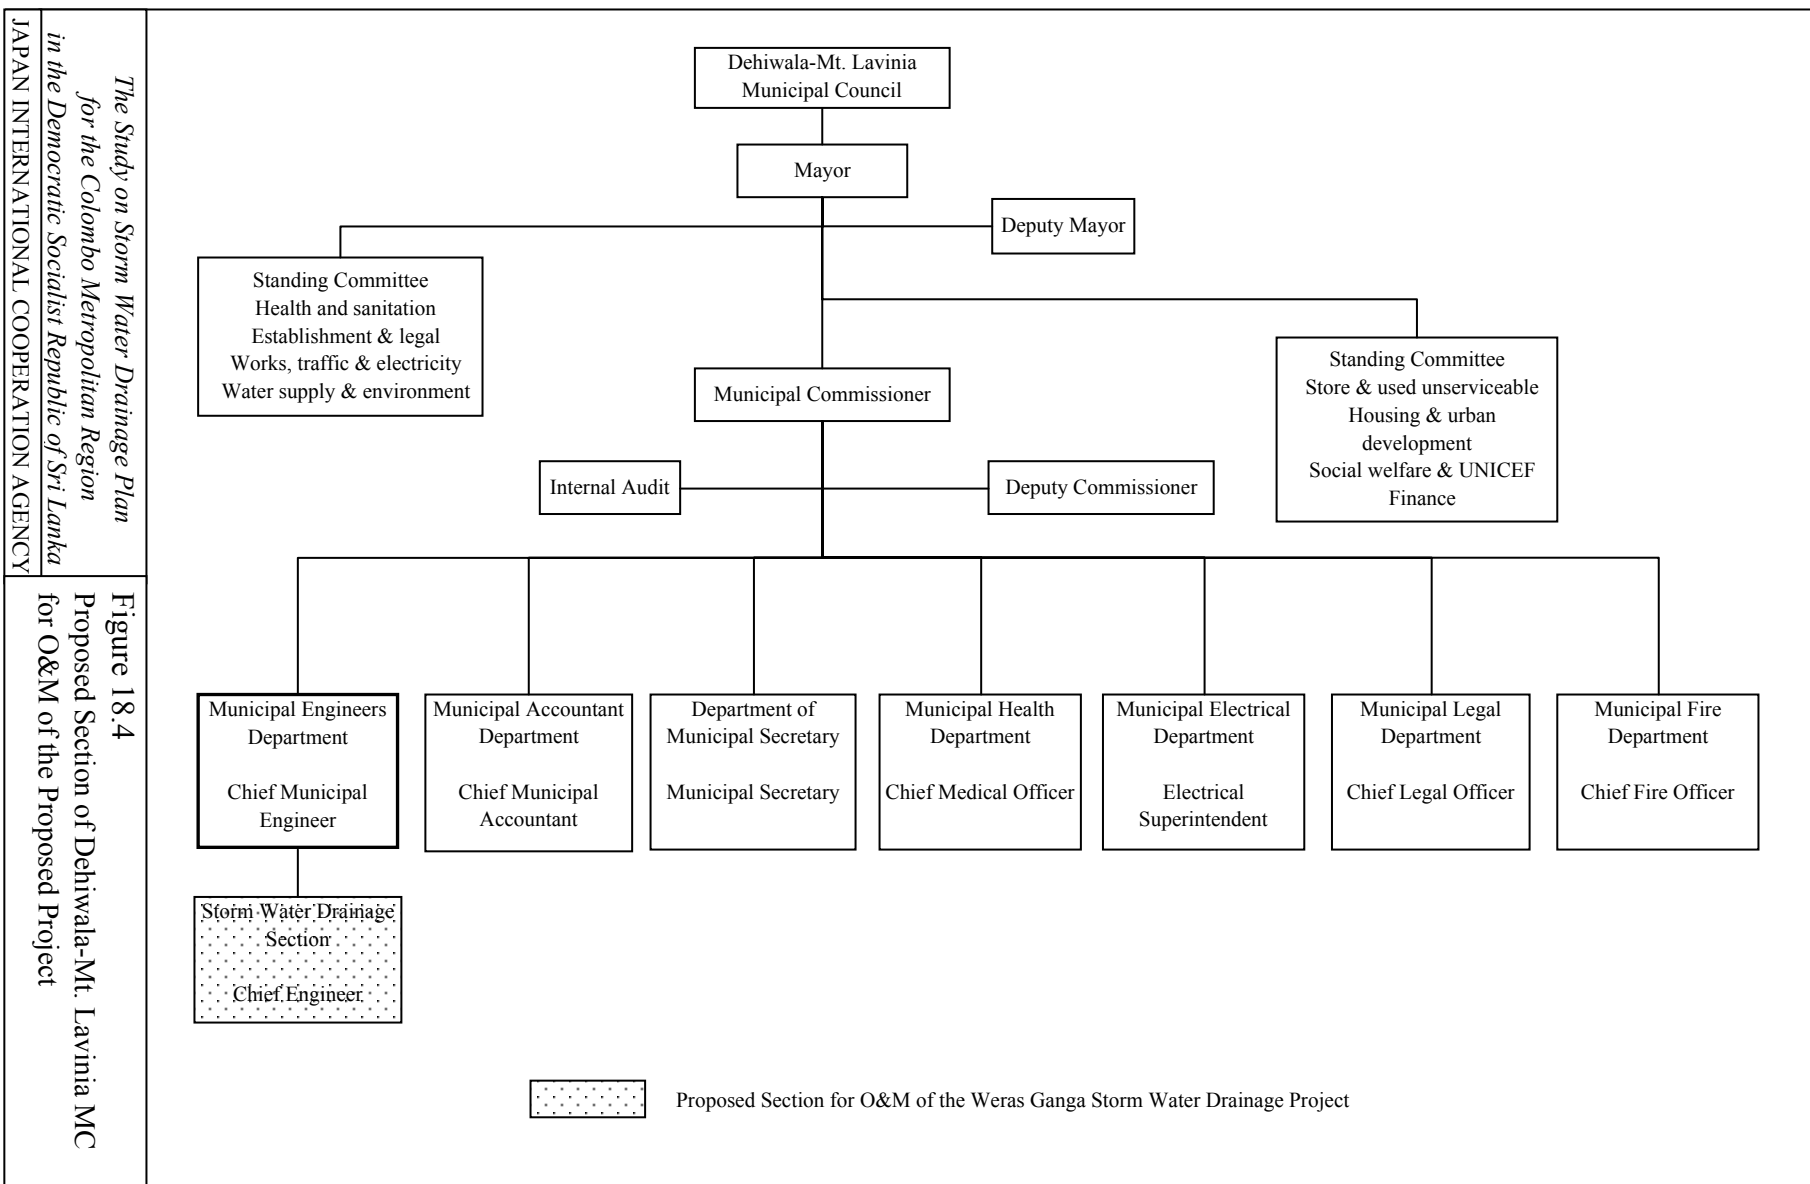 Dehiwala-Mt. Lavinia
Municipal Council
Mayor
Deputy Mayor
Standing Committee
Health and sanitation
Establishment & legal
Works, traffic & electricity
Water supply & environment
Standing Committee
Store & used unserviceable
Housing & urban
development
Social welfare & UNICEF
Finance
Municipal Commissioner
Internal Audit
Deputy Commissioner
Municipal Engineers
Department
Chief Municipal
Engineer
Municipal Accountant
Department
Chief Municipal
Accountant
Department of
Municipal Secretary
Municipal Secretary
Municipal Health
Department
Chief Medical Officer
Municipal Electrical
Department
Electrical
Superintendent
Municipal Legal
Department
Chief Legal Officer
Municipal Fire
Department
Chief Fire Officer
Storm Water Drainage
Section
Chief Engineer
Proposed Section for O&M of the Weras Ganga Storm Water Drainage Project
The Study on Storm Water Drainage Plan
for the Colombo Metropolitan Region
in the Democratic Socialist Republic of Sri Lanka
JAPAN INTERNATIONAL COOPERATION AGENCY
Figure 18.4
Proposed Section of Dehiwala-Mt. Lavinia MC
for O&M of the Proposed Project